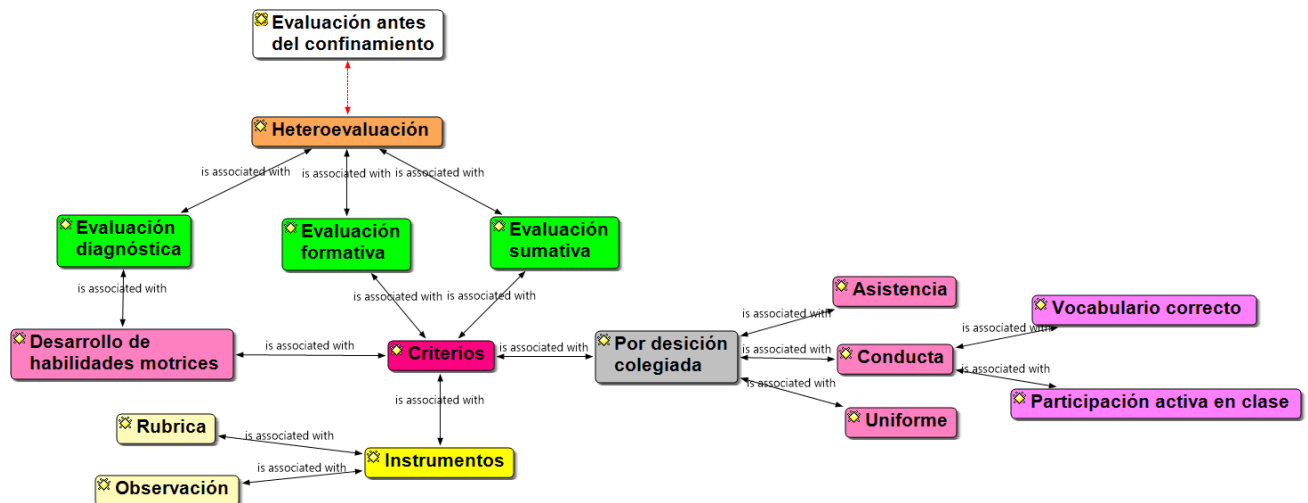 Evaluación antes
del confinamiento
Heteroevaluación
is associated with
is associated with
is associated with
Evaluación
diagnóstica
Evaluación
formativa
Evaluación
sumativa
is associated with
is associated with
is associated with
Asistencia
Vocabulario correcto
is associated with
is associated with
Desarrollo de
habilidades motrices
is associated with
Criterios
is associated with
Por desición
colegiada
is associated with
Conducta
is associated with
is associated with
is associated with
Participación activa en clase
Uniforme
Rubrica
is associated with
Instrumentos
is associated with
Observación